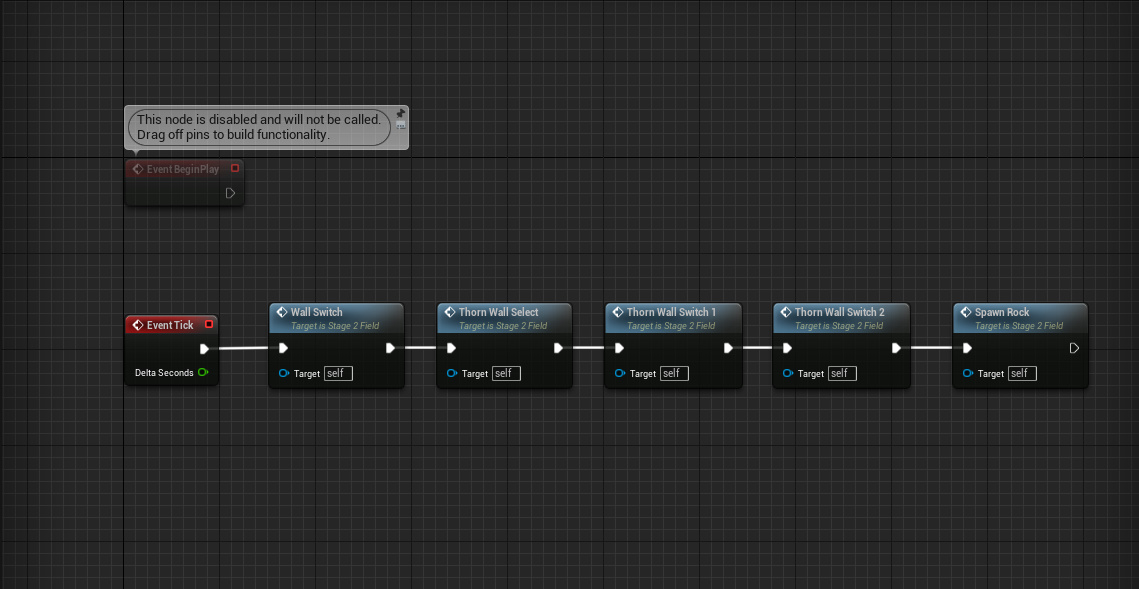 This node is disabled and will not be called.
Drag off pins to build functionality.
Event BeginPlay
Event Tick
Delta Seconds
Wall Switch
Target is Stage 2 Field
Target self
Thorn Wall Select
Target is Stage 2 Field
Target self
Thorn Wall Switch 1
Target is Stage 2 Field
Target self
Thorn Wall Switch 2
Target is Stage 2 Field
Target self
Spawn Rock
Target is Stage 2 Field
Target self